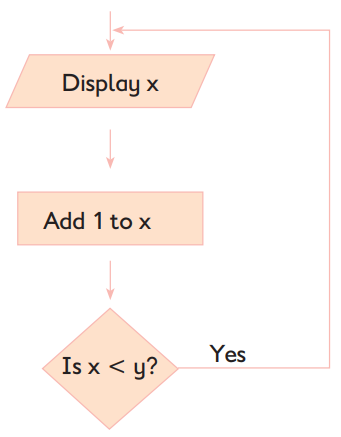 Display x
Add 1 to x
Is x < y?
Yes